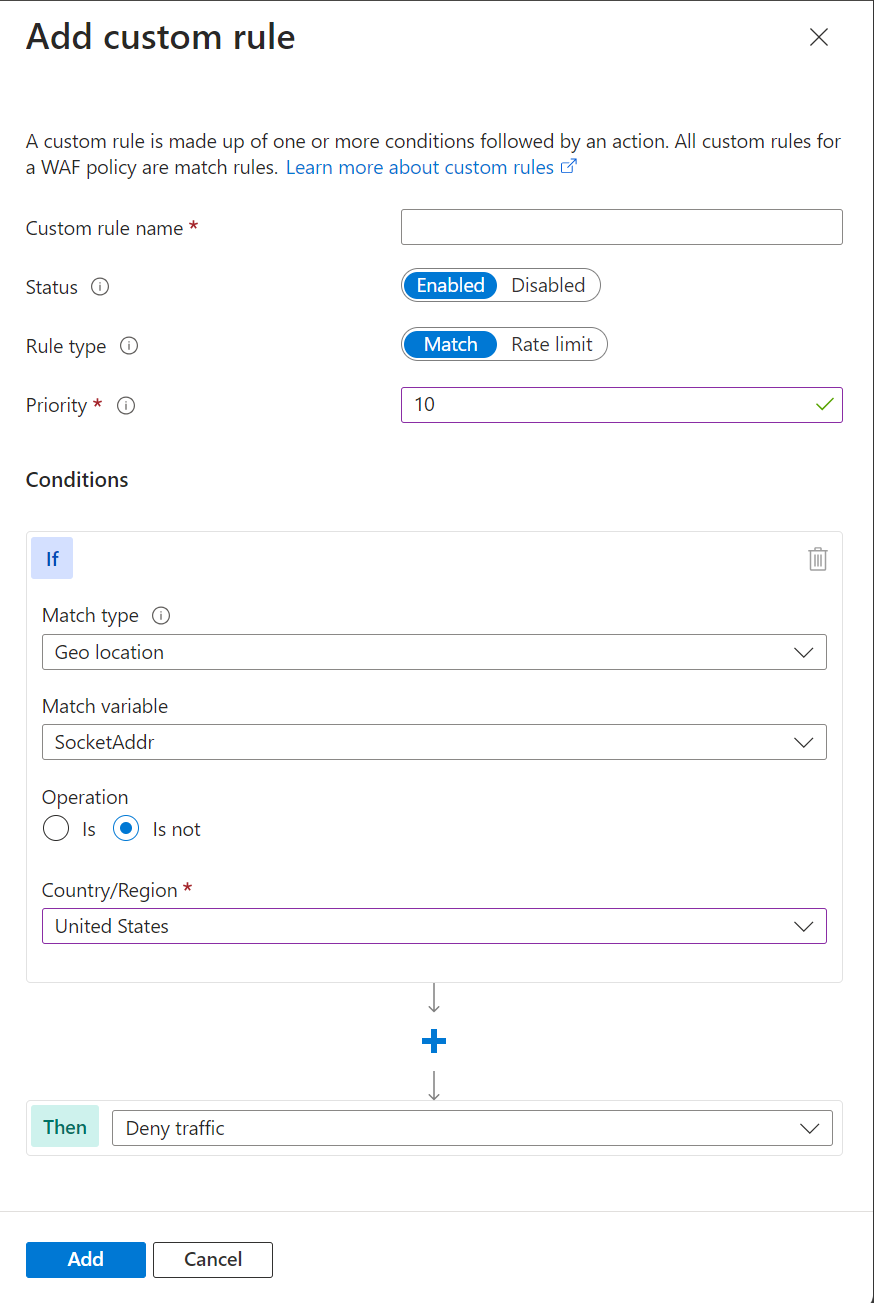 Add custom rule
A custom rule is made up of one or more conditions followed by an action. All custom rules for
a WAF policy are match rules. Learn more about custom rules
Custom rule name *
Status
Enabled Disabled
Rule type
Match Rate limit
Priority *
10
Conditions
If
Match type
Geo location
Match variable
SocketAddr
Operation
Is Is not
Country/Region *
United States
Then
Deny traffic
Add Cancel